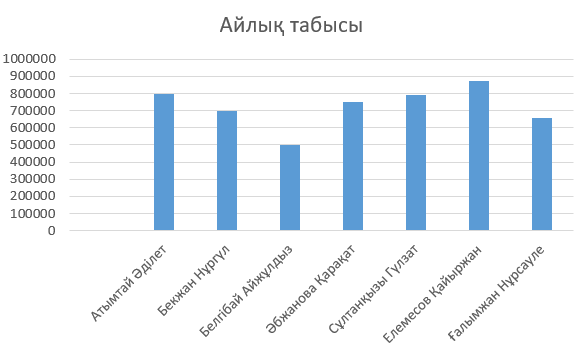 Айлық табысы
1000000
900000
800000
700000
600000
500000
400000
300000
200000
100000
0
Атымтай Әділет
Бекжан Нұргүл
Белгібай Айжұлдыз
Әбжанова Қарақат
Сұлтанқызы Гүлзат
Елемесов Қайыржан
Ғалымжан Нұрсауле